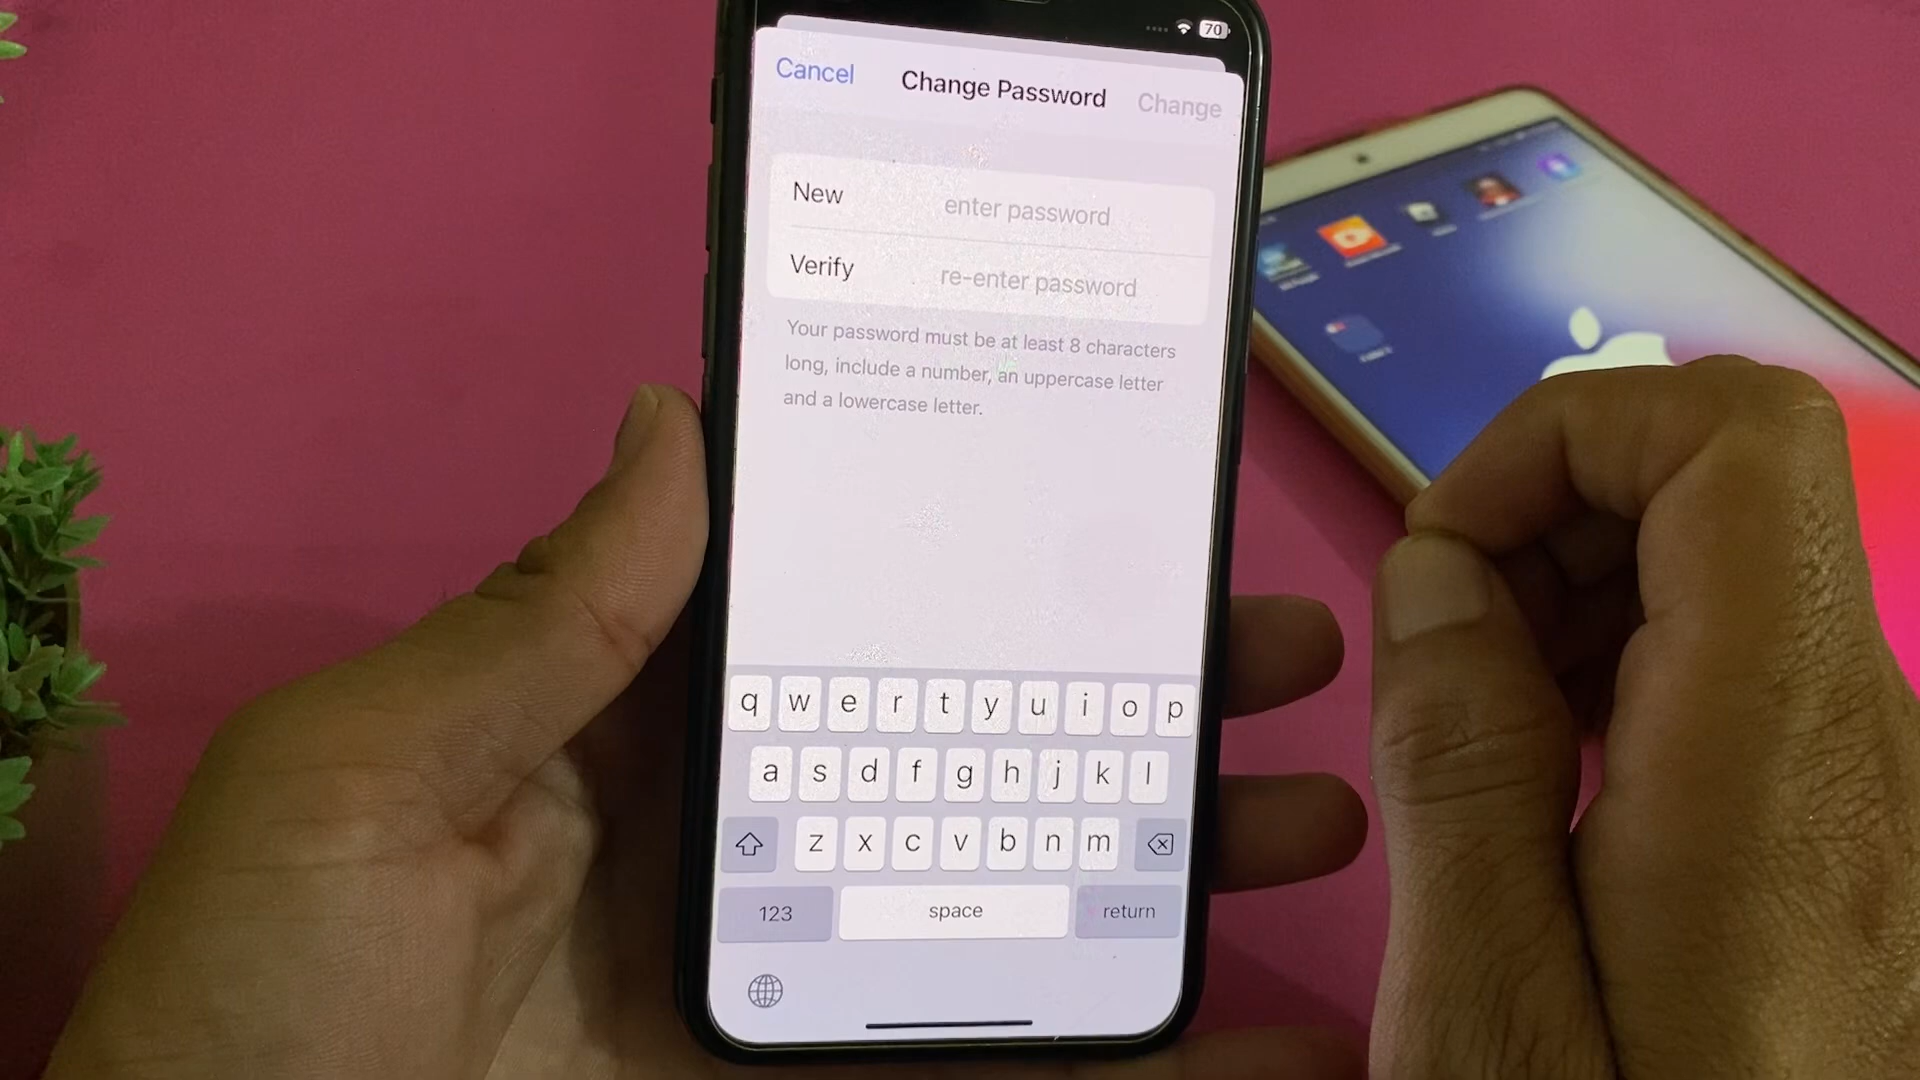 70
Cancel
Change Password
Change
New
enter password
Verify
re-enter password
Your password must be at least 8 characters
long, include a number, an uppercase letter
and a lowercase letter.
q w e r t y u i o p
a s d f g h j k l
z x c v b n m
123
space
return